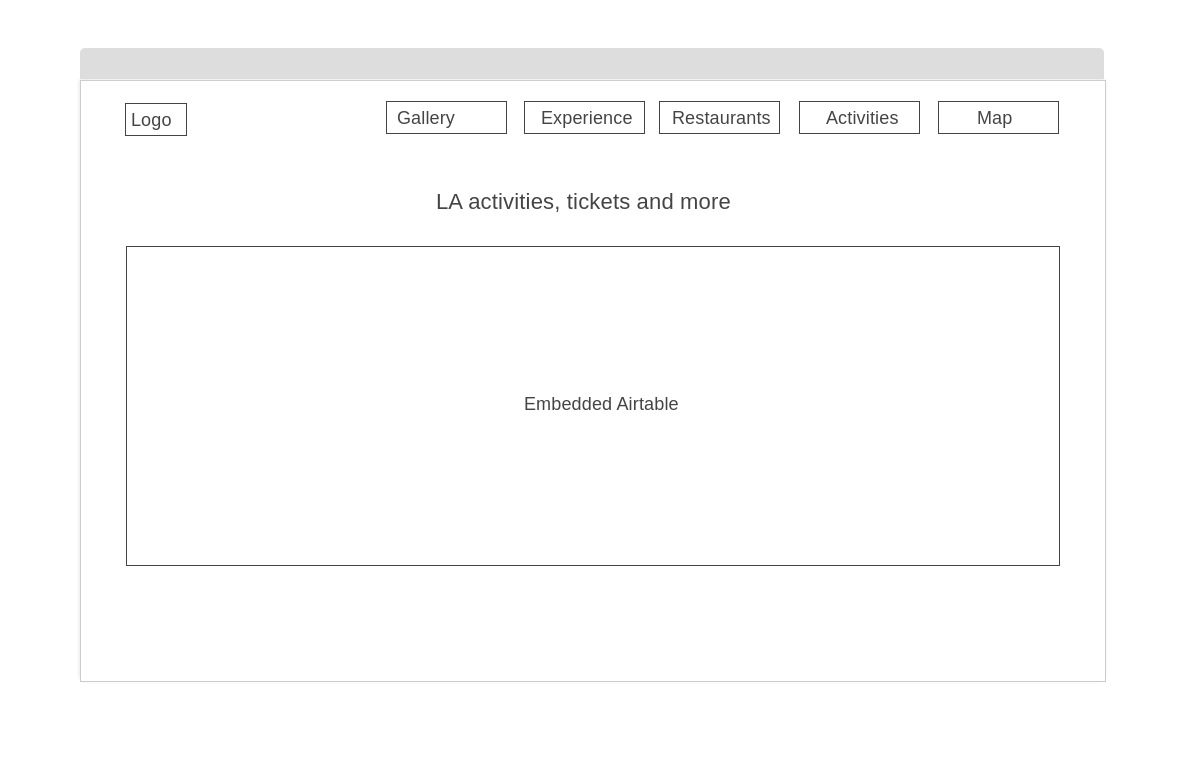 Logo
Gallery
Experience
Restaurants
Activities
Map
LA activities, tickets and more
Embedded Airtable